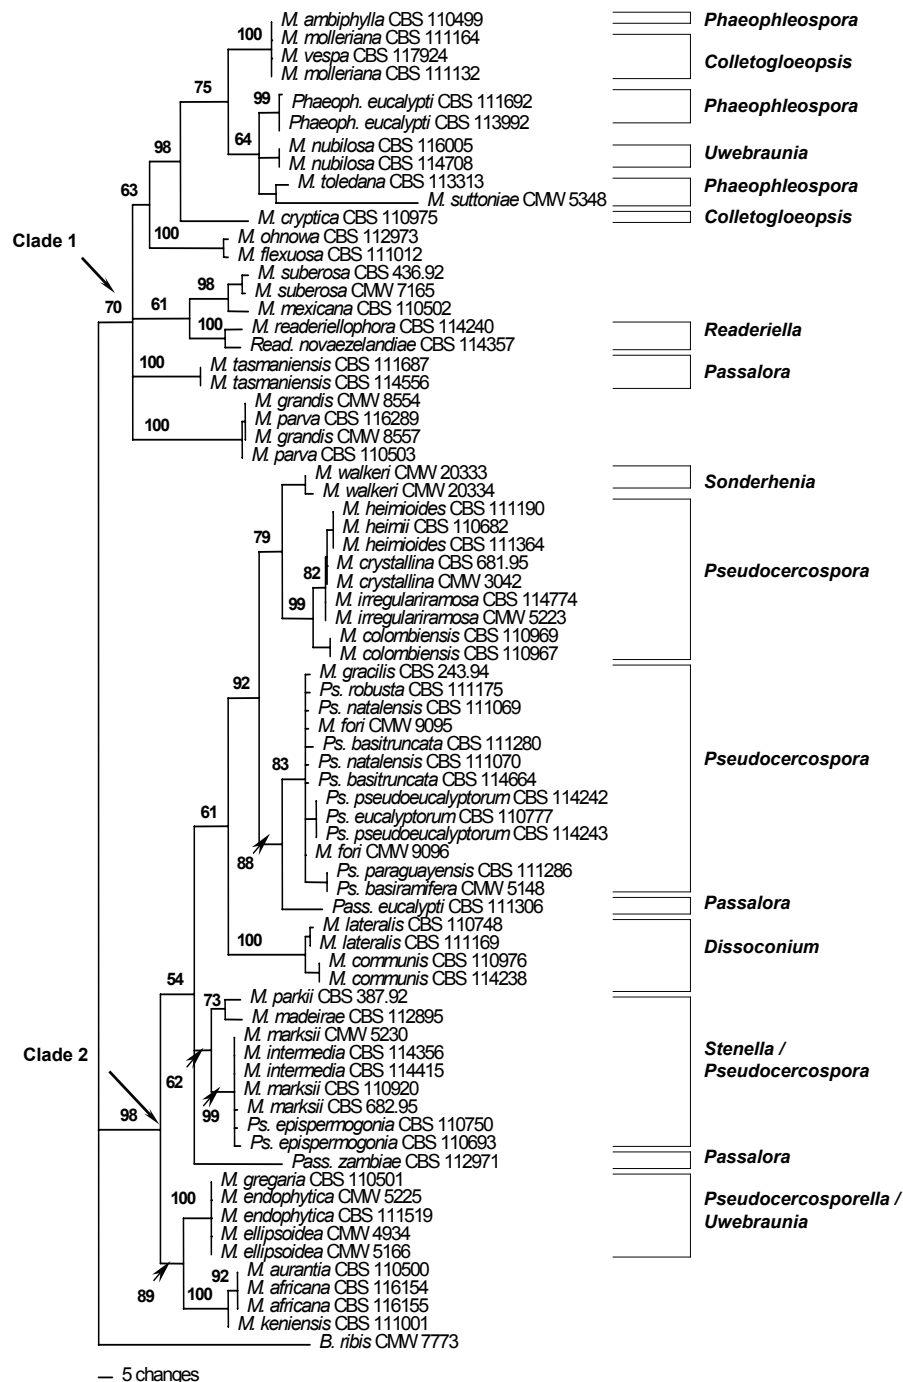 M. ambiphylla CBS 110499
Phaeophleospora
100
M. molleriana CBS 111164
M. vespa CBS 117924
Colletogloeopsis
M. molleriana CBS 111132
75
99
Phaeoph. eucalypti CBS 111692
Phaeophleospora
Phaeoph. eucalypti CBS 113992
64
M. nubilosa CBS 116005
Uwebraunia
98
M. nubilosa CBS 114708
M. toledana CBS 113313
Phaeophleospora
63
M. suttoniae CMW 5348
M. cryptica CBS 110975
Colletogloeopsis
Clade 1
100
M. ohnowa CBS 112973
M. flexuosa CBS 111012
M. suberosa CBS 436.92
98
M. suberosa CMW 7165
70
61
M. mexicana CBS 110502
100
M. readeriellophora CBS 114240
Readeriella
Read. novaezelandiae CBS 114357
100
M. tasmaniensis CBS 111687
Passalora
M. tasmaniensis CBS 114556
M. grandis CMW 8554
M. parva CBS 116289
100
M. grandis CMW 8557
M. parva CBS 110503
M. walkeri CMW 20333
Sonderhenia
M. walkeri CMW 20334
M. heimioides CBS 111190
M. heimii CBS 110682
79
M. heimioides CBS 111364
M. crystallina CBS 681.95
Pseudocercospora
82
M. crystallina CMW 3042
M. irregulariramosa CBS 114774
99
M. irregulariramosa CMW 5223
M. colombiensis CBS 110969
M. colombiensis CBS 110967
M. gracilis CBS 243.94
92
Ps. robusta CBS 111175
Ps. natalensis CBS 111069
M. fori CMW 9095
Ps. basitruncata CBS 111280
Pseudocercospora
83
Ps. natalensis CBS 111070
Ps. basitruncata CBS 114664
Ps. pseudoeucalyptorum CBS 114242
61
Ps. eucalyptorum CBS 110777
Ps. pseudoeucalyptorum CBS 114243
88
M. fori CMW 9096
Ps. paraguayensis CBS 111286
Ps. basiramifera CMW 5148
Pass. eucalypti CBS 111306
Passalora
M. lateralis CBS 110748
100
M. lateralis CBS 111169
Dissoconium
M. communis CBS 110976
54
M. communis CBS 114238
73
M. parkii CBS 387.92
M. madeirae CBS 112895
M. marksii CMW 5230
Clade 2
M. intermedia CBS 114356
Stenella /
M. intermedia CBS 114415
Pseudocercospora
62
M. marksii CBS 110920
99
M. marksii CBS 682.95
98
Ps. epispermogonia CBS 110750
Ps. epispermogonia CBS 110693
Pass. zambiae CBS 112971
Passalora
M. gregaria CBS 110501
100
M. endophytica CMW 5225
Pseudocercosporella /
M. endophytica CBS 111519
Uwebraunia
M. ellipsoidea CMW 4934
M. ellipsoidea CMW 5166
92
M. aurantia CBS 110500
M. africana CBS 116154
89
100
M. africana CBS 116155
M. keniensis CBS 111001
B. ribis CMW 7773
5 changes